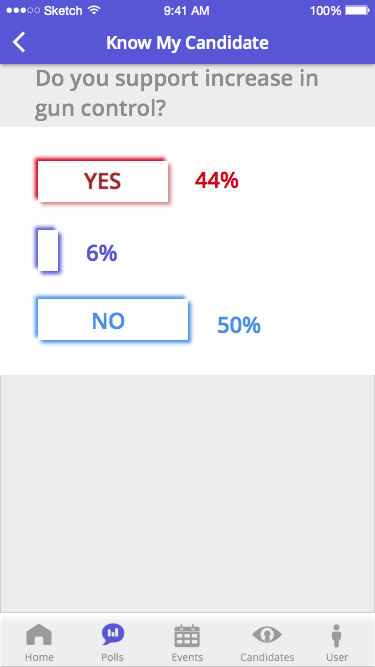 Sketch 9:41 AM 100%
Know My Candidate
Do you support increase in
gun control?
YES 44%
6%
NO 50%
Home Polls Events Candidates User